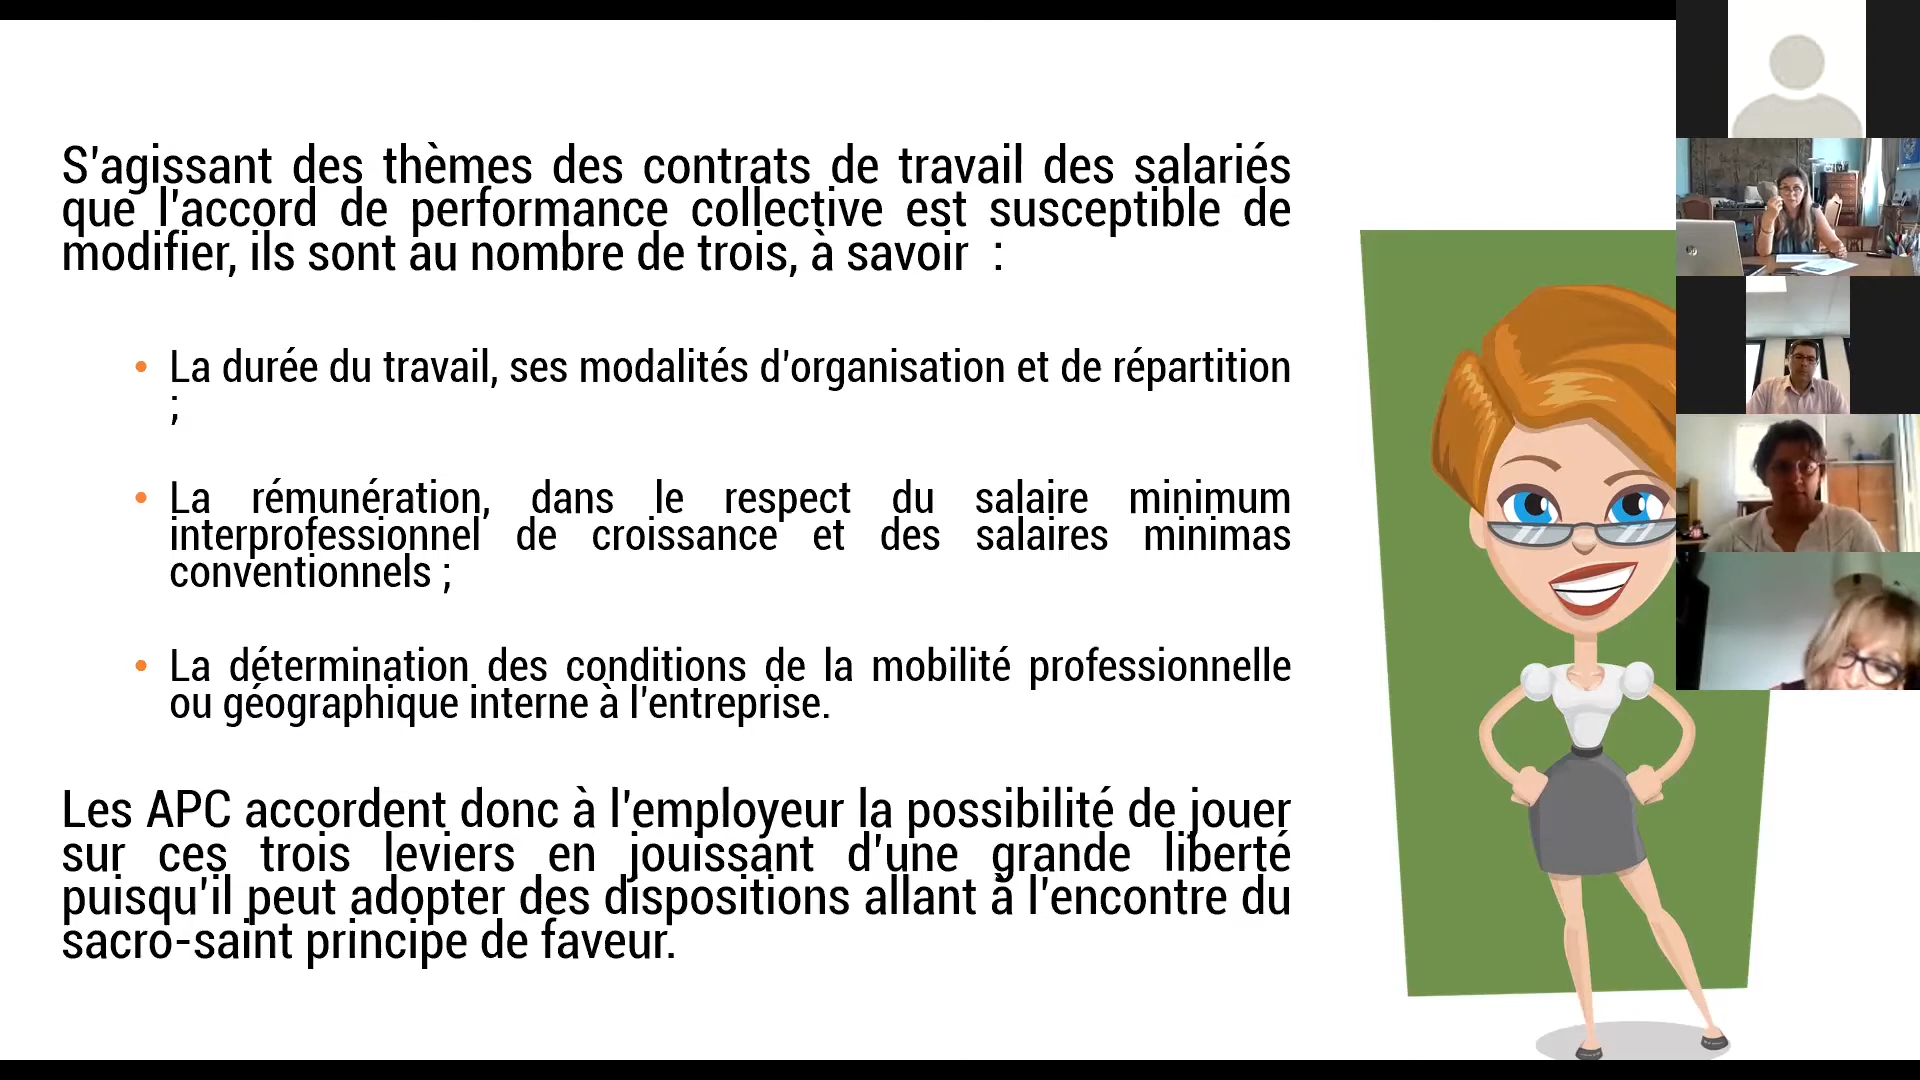 S'agissant des thèmes des contrats de travail des salariés
que l'accord de performance collective est susceptible de
modifier, ils sont au nombre de trois, à savoir :
• La durée du travail, ses modalités d'organisation et de répartition
;
• La rémunération, dans le respect du salaire minimum
interprofessionnel de croissance et des salaires minimas
conventionnels ;
• La détermination des conditions de la mobilité professionnelle
ou géographique interne à l'entreprise.
Les APC accordent donc à l'employeur la possibilité de jouer
sur ces trois leviers en jouissant d'une grande liberté
puisqu'il peut adopter des dispositions allant à l'encontre du
sacro-saint principe de faveur.